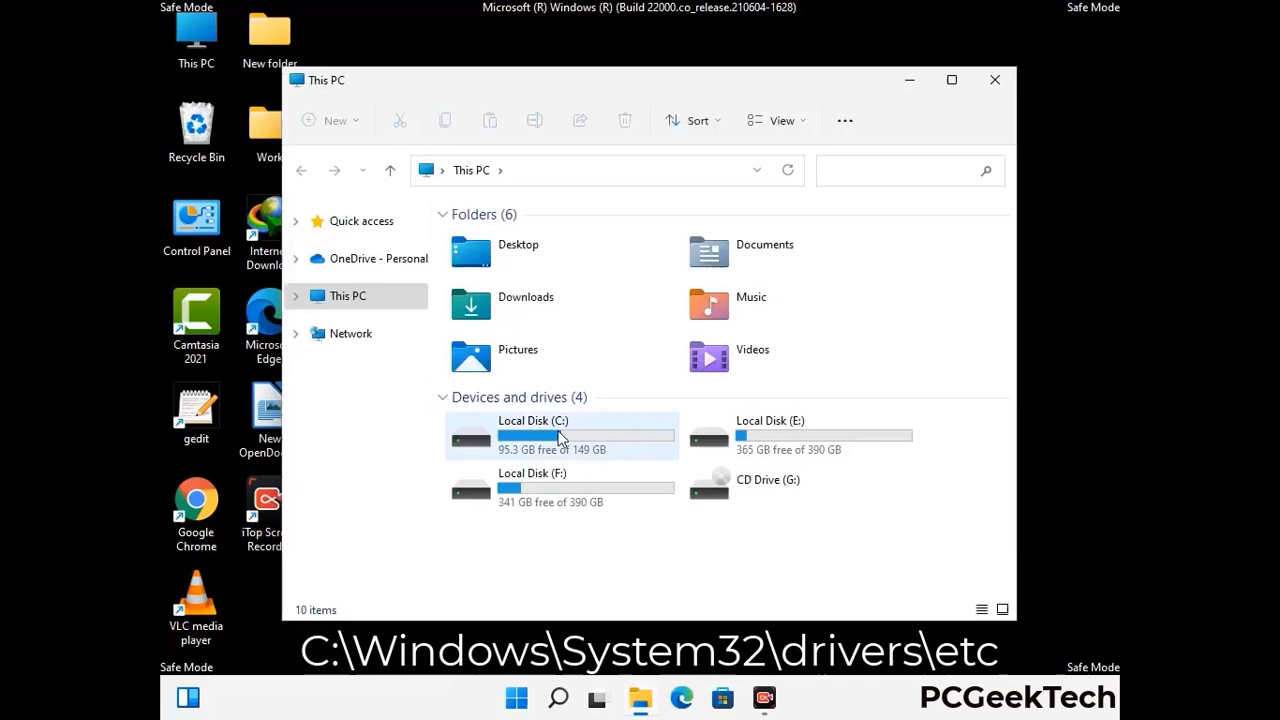 Safe Mode
Microsoft (R) Windows (R) (Build 22000.co_release.210604-1628)
Safe Mode
This PC
New folder
Recycle Bin
Work
Control Panel
Interne
Downlo
Camtasia
2021
Micros
Edge
gedit
New
OpenDo
Google
Chrome
iTop Scr
Record
VLC media
player
This PC
New
Sort
View
This PC
Quick access
OneDrive - Personal
This PC
Network
Folders (6)
Desktop
Documents
Downloads
Music
Pictures
Videos
Devices and drives (4)
Local Disk (C:)
95.3 GB free of 149 GB
Local Disk (E:)
365 GB free of 390 GB
Local Disk (F:)
341 GB free of 390 GB
CD Drive (G:)
10 items
C:\Windows\System32\drivers\etc
Safe Mode
Safe Mode
PCGeekTech